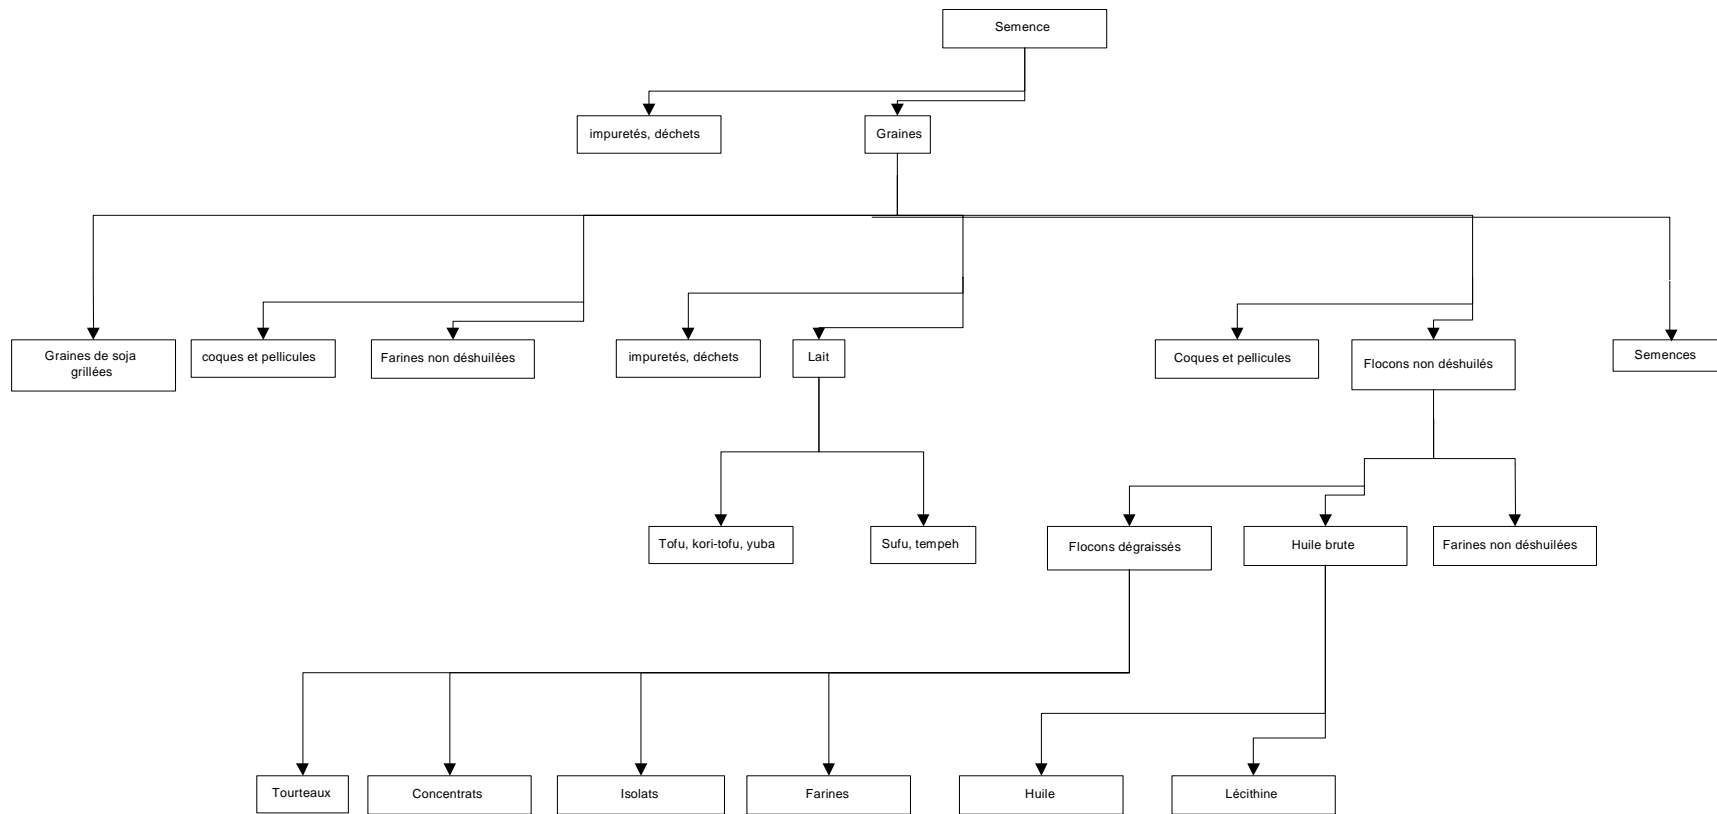 Semence
impuretés, déchets
Graines
Graines de soja
grillées
coques et pellicules
Farines non déshuilées
impuretés, déchets
Lait
Coques et pellicules
Flocons non déshuilés
Semences
Tofu, kori-tofu, yuba
Sufu, tempeh
Flocons dégraissés
Huile brute
Farines non déshuilées
Tourteaux
Concentrats
Isolats
Farines
Huile
Lécithine